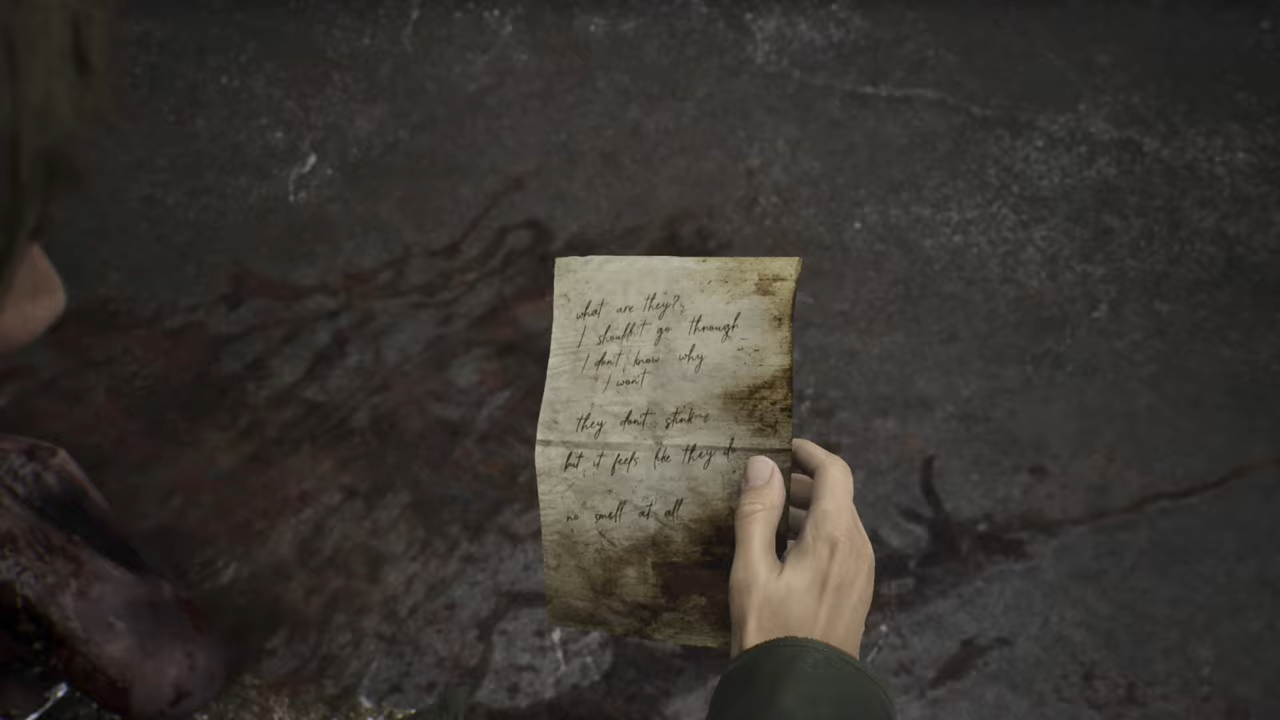 what are they?
I shouldn't go through
I don't know why
I won't
they don't stink
but it feels like they do
no smell at all